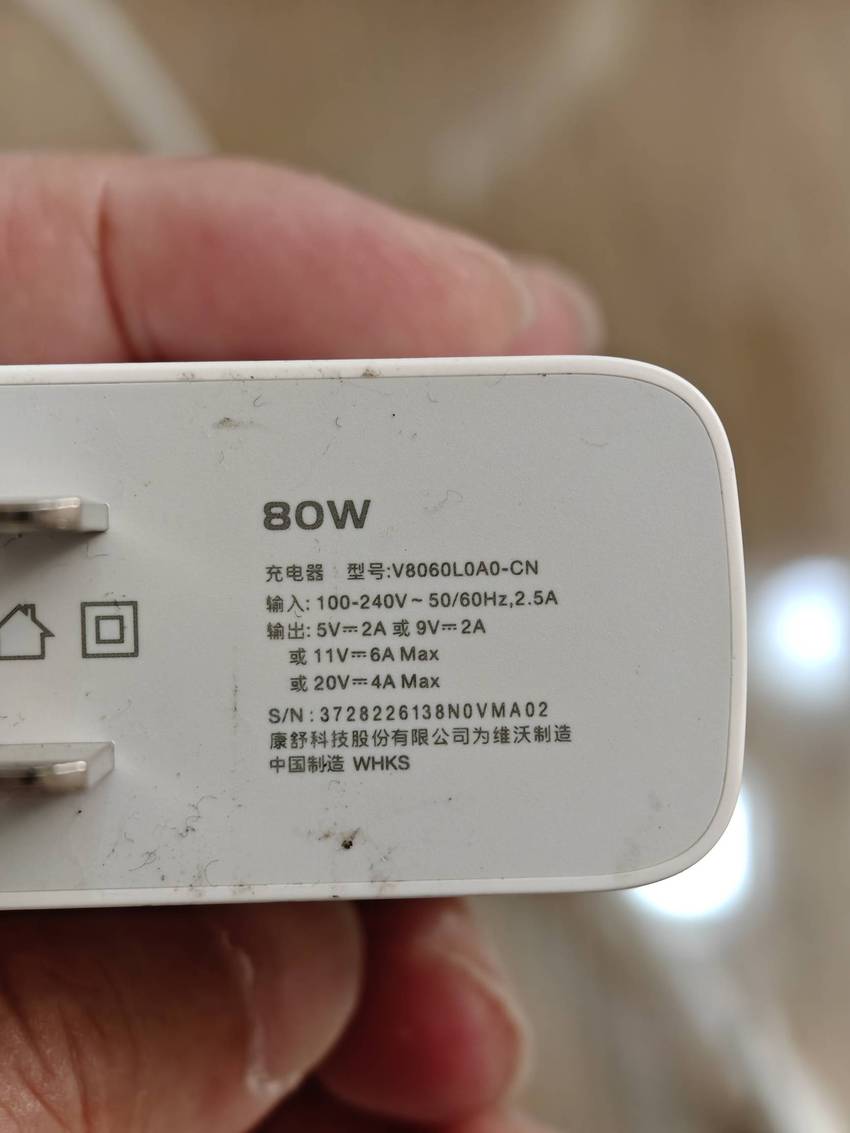 80W
充电器 型号:V8060L0A0-CN
输入:100-240V~50/60Hz,2.5A
输出:5V⎓2A 或 9V⎓2A
或 11V⎓6A Max
或 20V⎓4A Max
S/N:3728226138N0VMA02
康舒科技股份有限公司为维沃制造
中国制造 WHKS